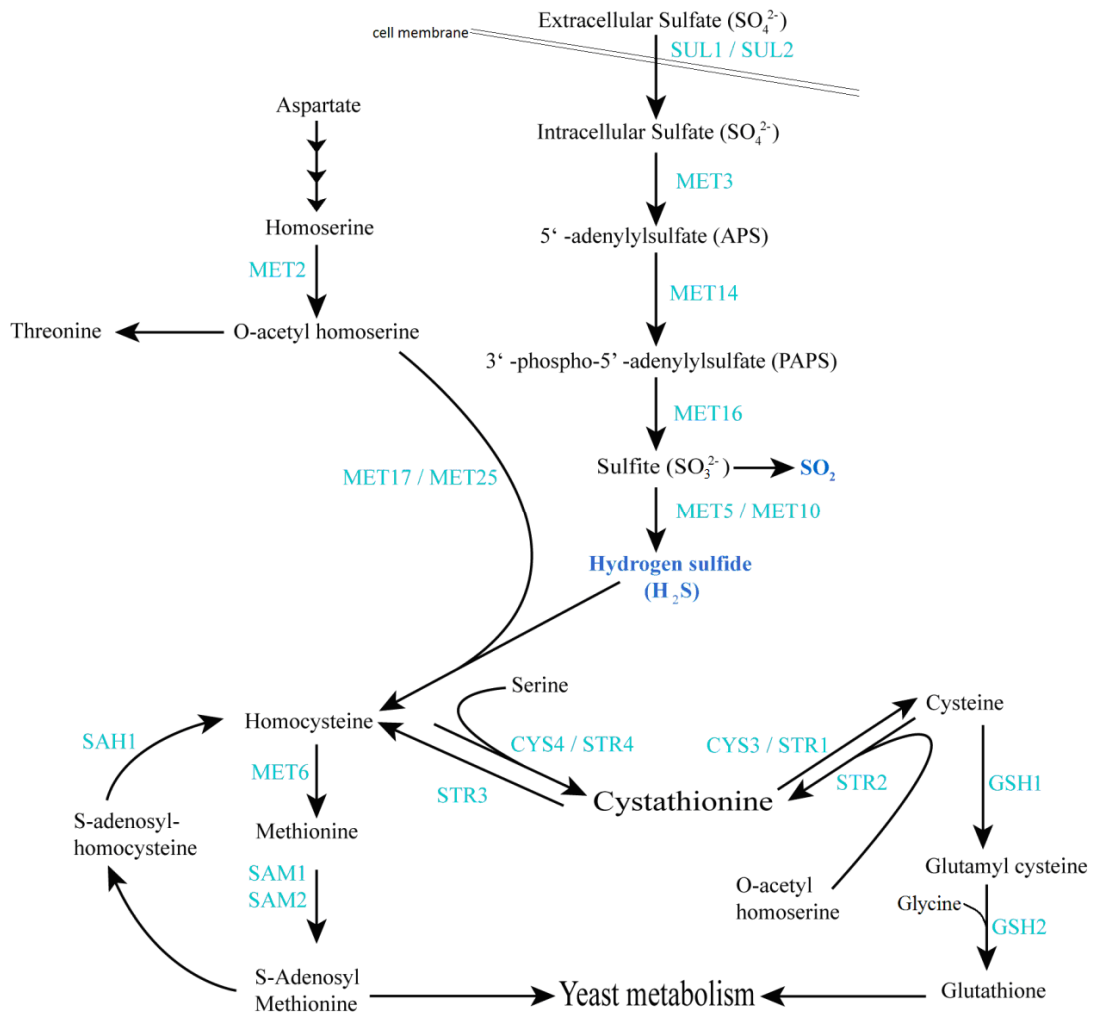 Extracellular Sulfate (SO₄²⁻)
cell membrane
SUL1 / SUL2
Aspartate
Intracellular Sulfate (SO₄²⁻)
MET3
Homoserine
5‘ -adenylylsulfate (APS)
MET2
MET14
Threonine
O-acetyl homoserine
3‘ -phospho-5’ -adenylylsulfate (PAPS)
MET16
Sulfite (SO₃²⁻)
SO₂
MET17 / MET25
MET5 / MET10
Hydrogen sulfide
(H₂S)
Serine
Cysteine
Homocysteine
SAH1
CYS4 / STR4
CYS3 / STR1
MET6
STR3
STR2
GSH1
Cystathionine
S-adenosyl-
homocysteine
Methionine
Glutamyl cysteine
SAM1
SAM2
O-acetyl
homoserine
Glycine
GSH2
S-Adenosyl
Methionine
Yeast metabolism
Glutathione